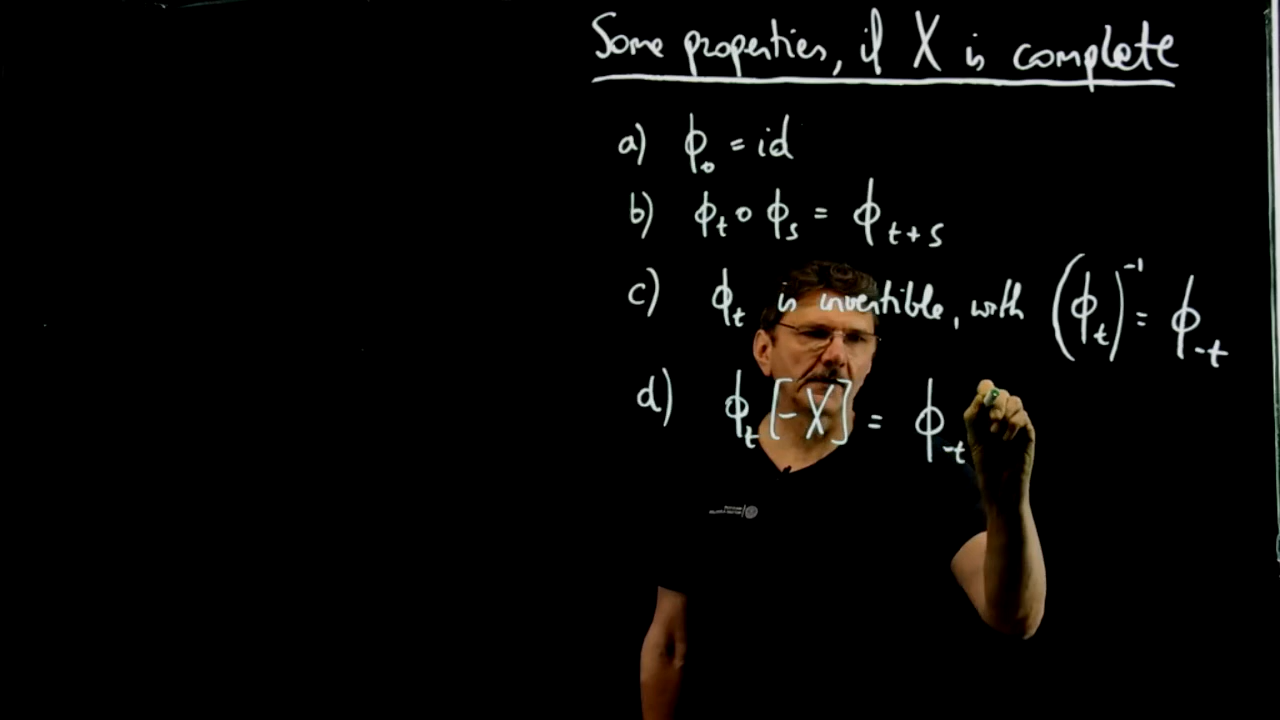 Some properties, if X is complete
a) ϕ₀ = id
b) ϕₜ ∘ ϕₛ = ϕₜ₊ₛ
c) ϕₜ is invertible, with (ϕₜ)⁻¹ = ϕ₋ₜ
d) ϕₜ[-X] = ϕ₋ₜ